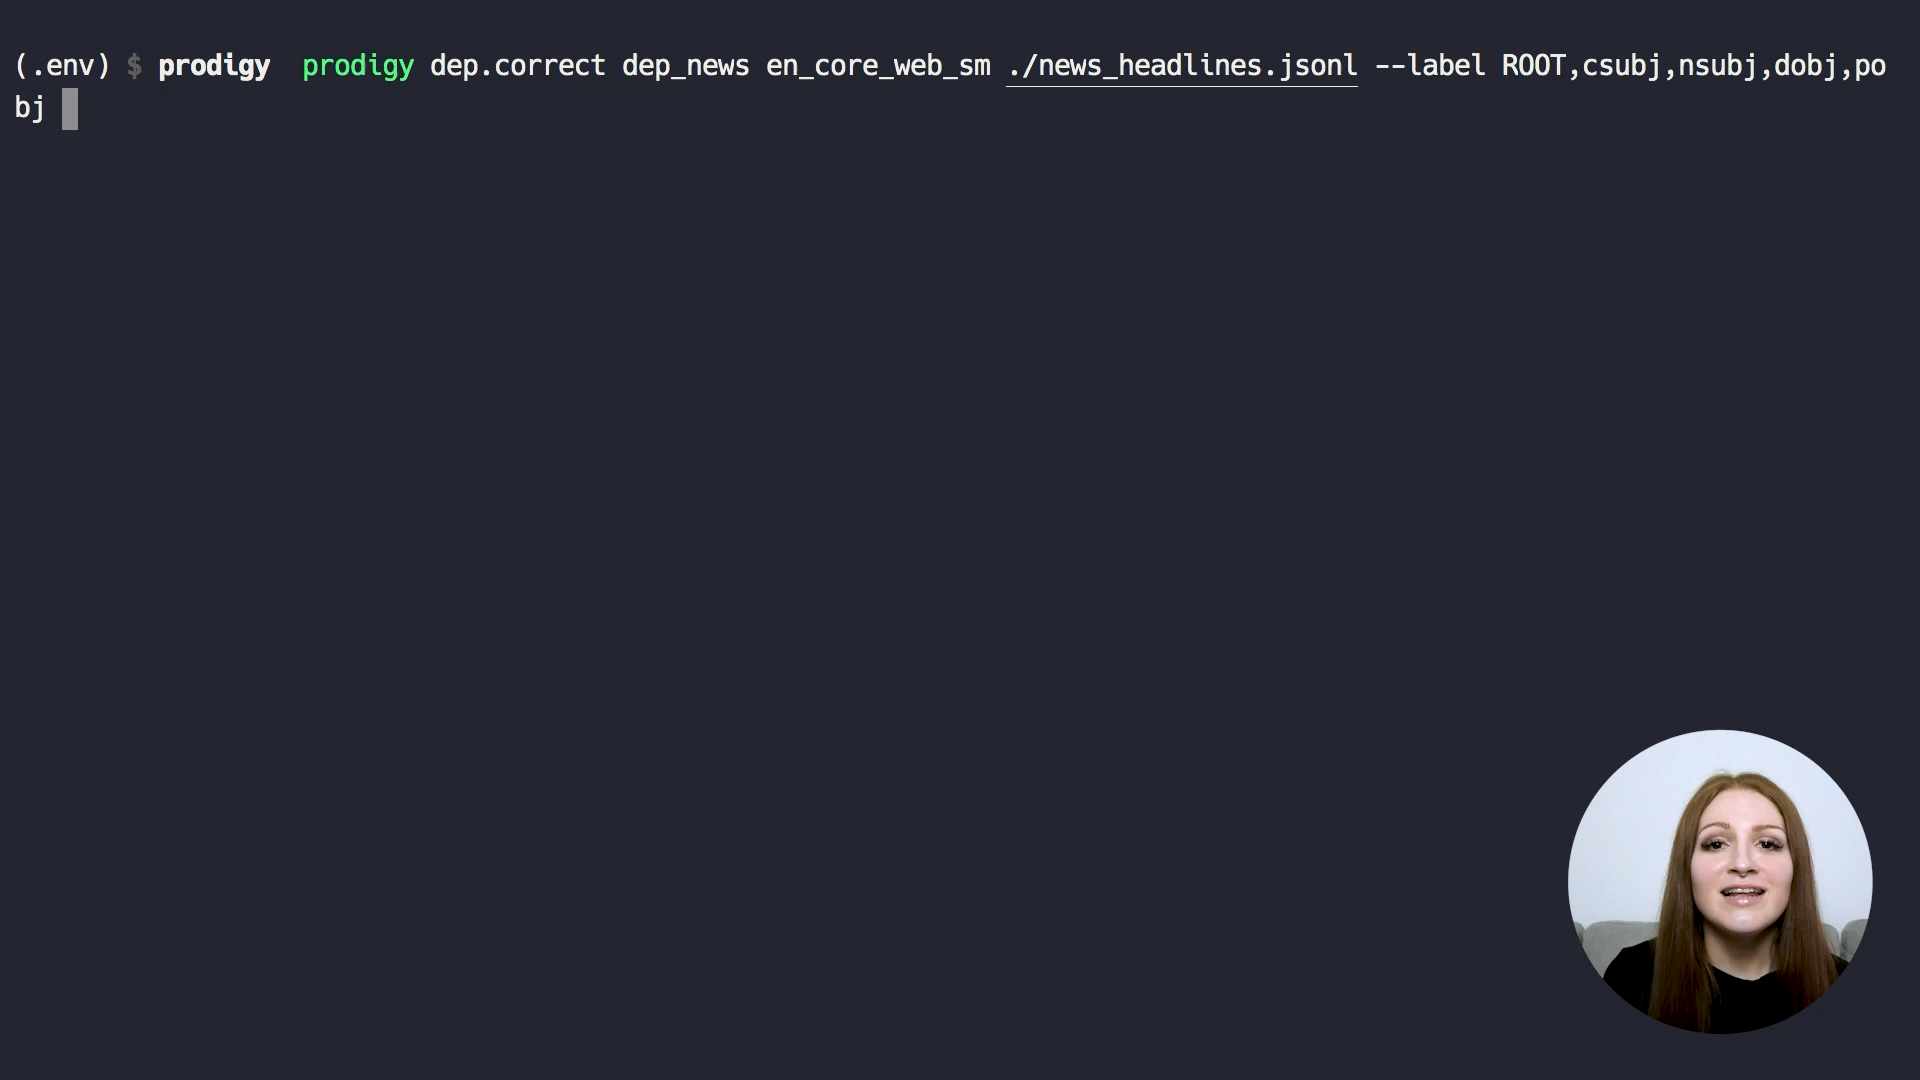 (.env) $ prodigy  prodigy dep.correct dep_news en_core_web_sm ./news_headlines.jsonl --label ROOT,csubj,nsubj,dobj,po
bj